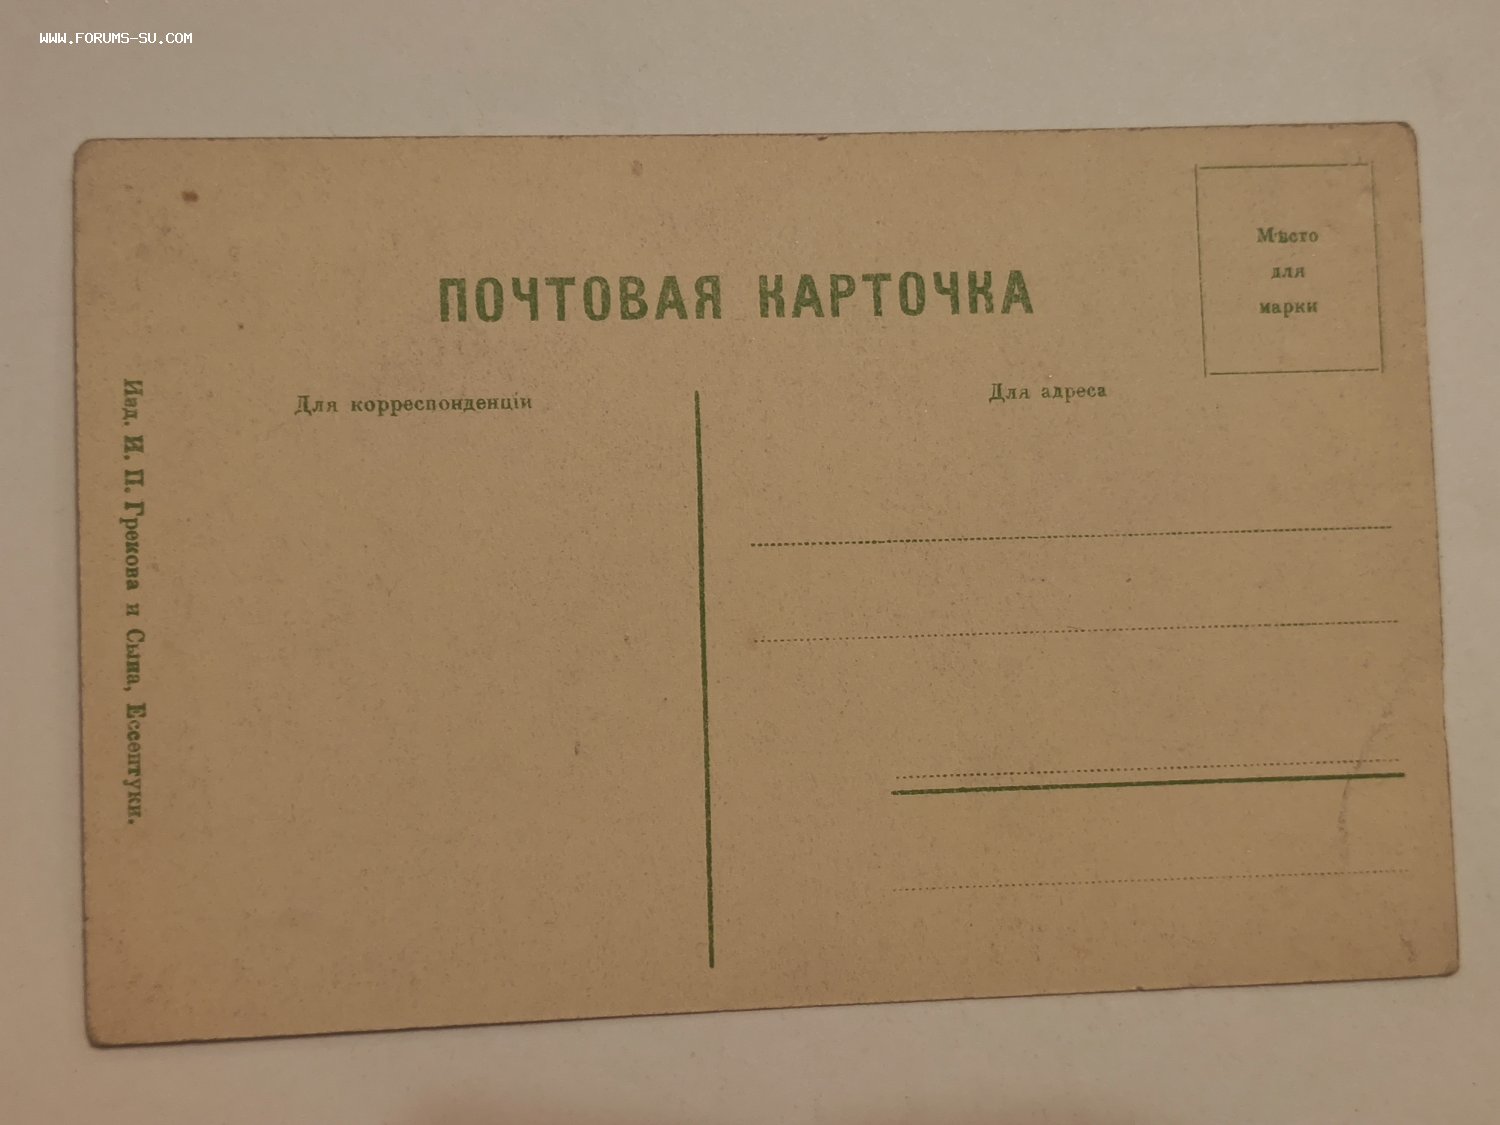 WWW.FORUMS-SU.COM
ПОЧТОВАЯ КАРТОЧКА
Мѣсто
для
марки
Для корреспонденціи
Для адреса
Изд. И. П. Грекова и Сына, Ессентуки.